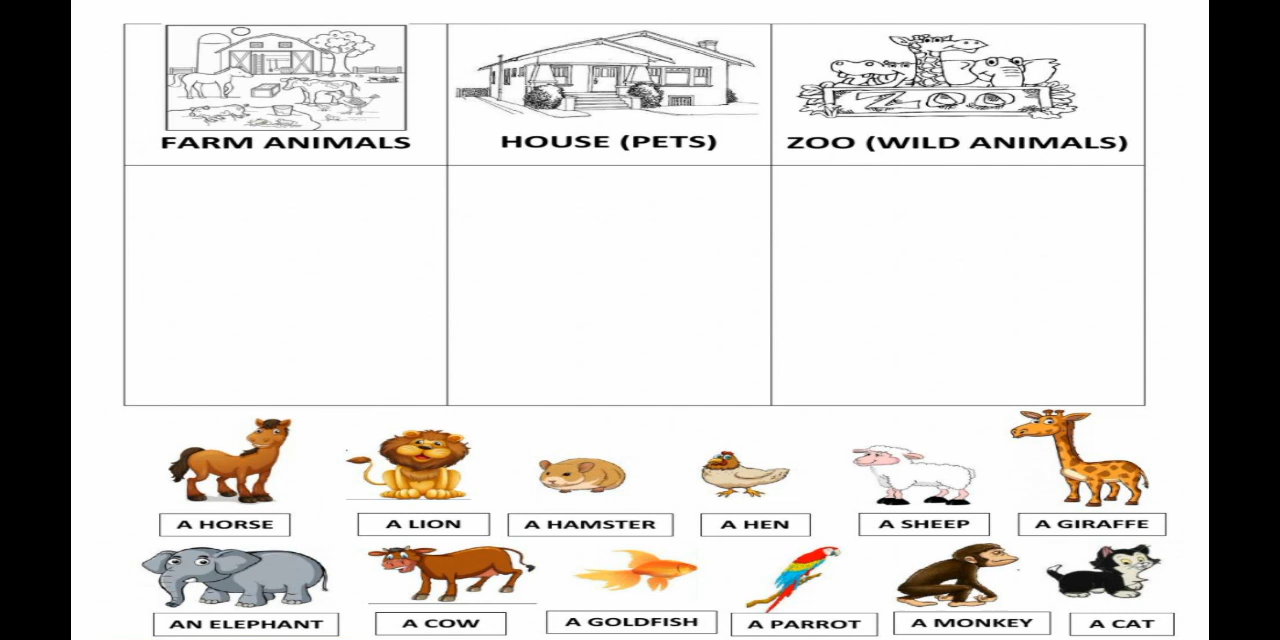 ZOO
FARM ANIMALS
HOUSE (PETS)
ZOO (WILD ANIMALS)
A HORSE
A LION
A HAMSTER
A HEN
A SHEEP
A GIRAFFE
AN ELEPHANT
A COW
A GOLDFISH
A PARROT
A MONKEY
A CAT